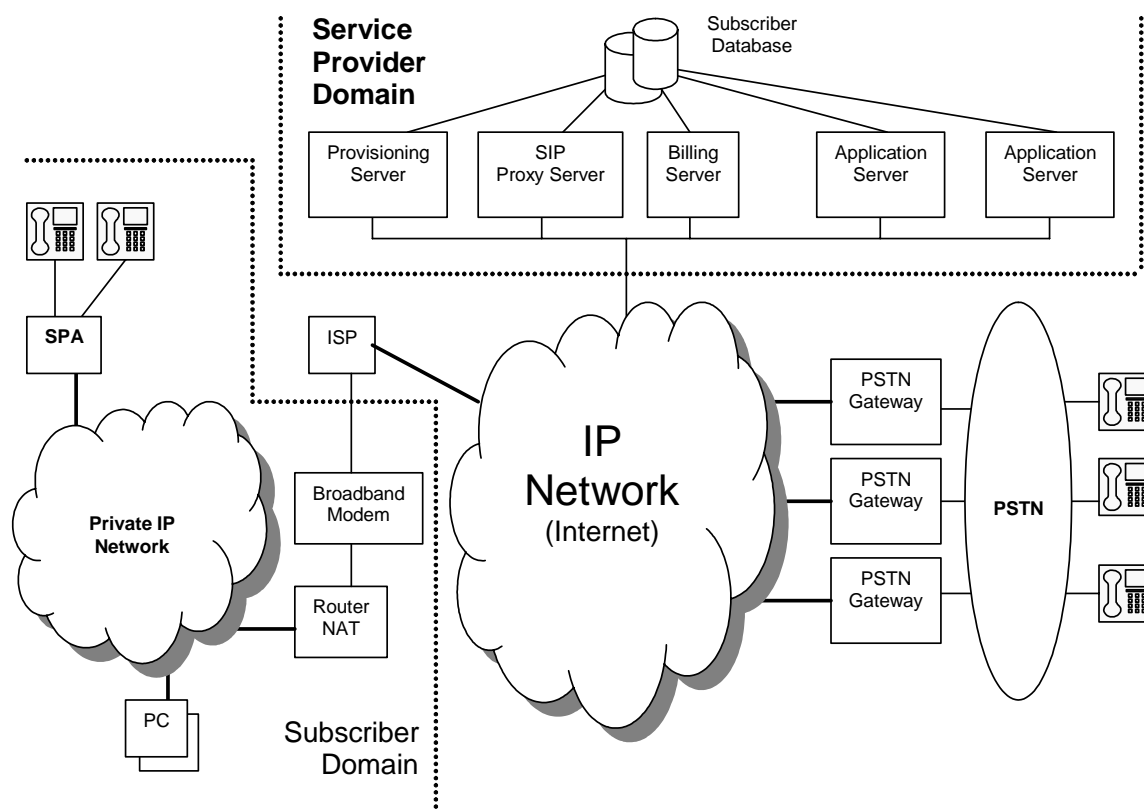 Service
Provider
Domain
Subscriber
Database
Provisioning
Server
SIP
Proxy Server
Billing
Server
Application
Server
Application
Server
SPA
ISP
IP
Network
(Internet)
PSTN
Gateway
PSTN
Gateway
PSTN
Gateway
PSTN
Private IP
Network
Broadband
Modem
Router
NAT
PC
Subscriber
Domain